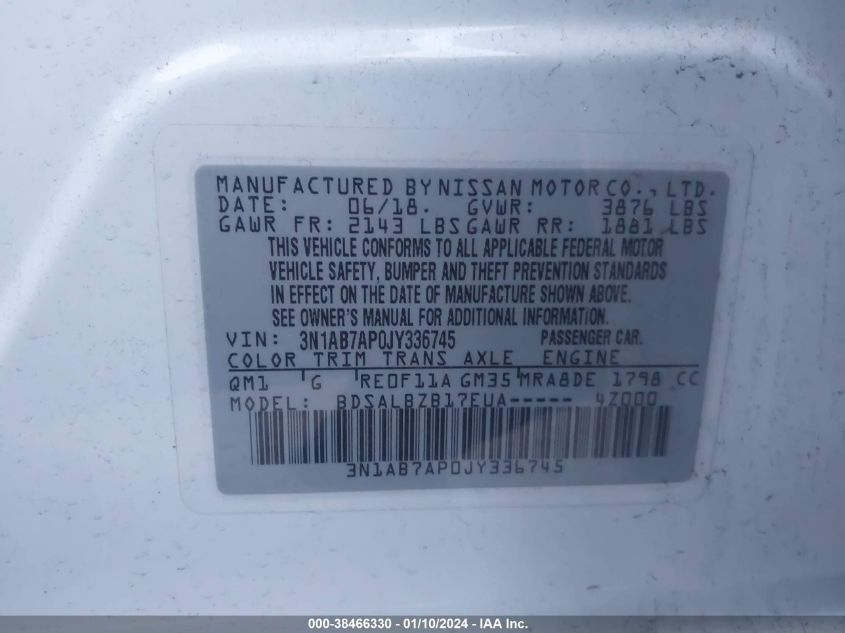 MANUFACTURED BY NISSAN MOTOR CO., LTD.
DATE: 06/18. GVWR: 3876 LBS
GAWR FR: 2143 LBS GAWR RR: 1881 LBS
THIS VEHICLE CONFORMS TO ALL APPLICABLE FEDERAL MOTOR
VEHICLE SAFETY, BUMPER AND THEFT PREVENTION STANDARDS
IN EFFECT ON THE DATE OF MANUFACTURE SHOWN ABOVE.
SEE OWNER'S MANUAL FOR ADDITIONAL INFORMATION.
VIN: 3N1AB7AP0JY336745 PASSENGER CAR.
COLOR TRIM TRANS AXLE ENGINE
QM1 G RE0F11A GM35 MRA8DE 1798 CC
MODEL: BDSALBZB17EUA----- 4Z000
3N1AB7AP0JY336745
000-38466330 - 01/10/2024 - IAA Inc.